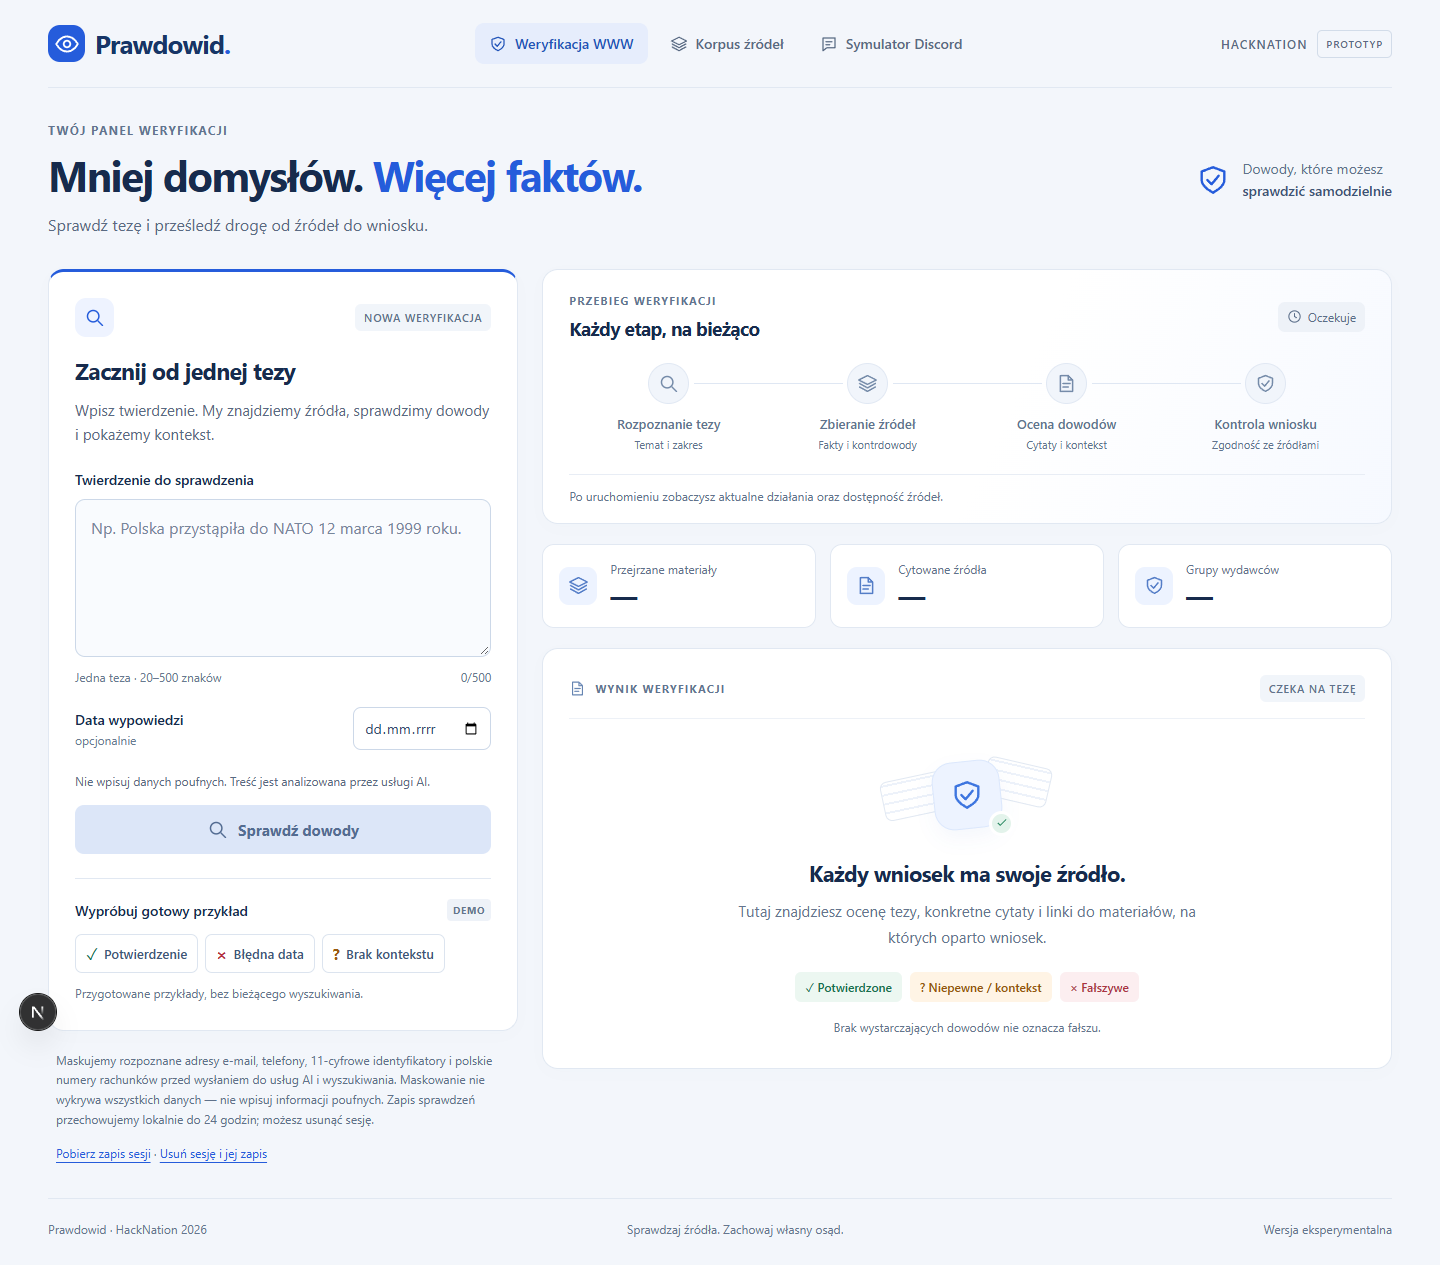 Prawdowid.
Weryfikacja WWW
Korpus źródeł
Symulator Discord
HACKNATION
PROTOTYP
TWÓJ PANEL WERYFIKACJI
Mniej domysłów. Więcej faktów.
Sprawdź tezę i prześledź drogę od źródeł do wniosku.
Dowody, które możesz
sprawdzić samodzielnie
NOWA WERYFIKACJA
Zacznij od jednej tezy
Wpisz twierdzenie. My znajdziemy źródła, sprawdzimy dowody
i pokażemy kontekst.
Twierdzenie do sprawdzenia
Np. Polska przystąpiła do NATO 12 marca 1999 roku.
Jedna teza · 20–500 znaków
0/500
Data wypowiedzi
opcjonalnie
dd.mm.rrrr
Nie wpisuj danych poufnych. Treść jest analizowana przez usługi AI.
Sprawdź dowody
Wypróbuj gotowy przykład
DEMO
✓ Potwierdzenie
× Błędna data
? Brak kontekstu
Przygotowane przykłady, bez bieżącego wyszukiwania.
N
Maskujemy rozpoznane adresy e-mail, telefony, 11-cyfrowe identyfikatory i polskie
numery rachunków przed wysłaniem do usług AI i wyszukiwania. Maskowanie nie
wykrywa wszystkich danych — nie wpisuj informacji poufnych. Zapis sprawdzeń
przechowujemy lokalnie do 24 godzin; możesz usunąć sesję.
Pobierz zapis sesji · Usuń sesję i jej zapis
PRZEBIEG WERYFIKACJI
Każdy etap, na bieżąco
Oczekuje
Rozpoznanie tezy
Temat i zakres
Zbieranie źródeł
Fakty i kontrdowody
Ocena dowodów
Cytaty i kontekst
Kontrola wniosku
Zgodność ze źródłami
Po uruchomieniu zobaczysz aktualne działania oraz dostępność źródeł.
Przejrzane materiały
—
Cytowane źródła
—
Grupy wydawców
—
WYNIK WERYFIKACJI
CZEKA NA TEZĘ
Każdy wniosek ma swoje źródło.
Tutaj znajdziesz ocenę tezy, konkretne cytaty i linki do materiałów, na
których oparto wniosek.
✓ Potwierdzone
? Niepewne / kontekst
× Fałszywe
Brak wystarczających dowodów nie oznacza fałszu.
Prawdowid · HackNation 2026
Sprawdzaj źródła. Zachowaj własny osąd.
Wersja eksperymentalna